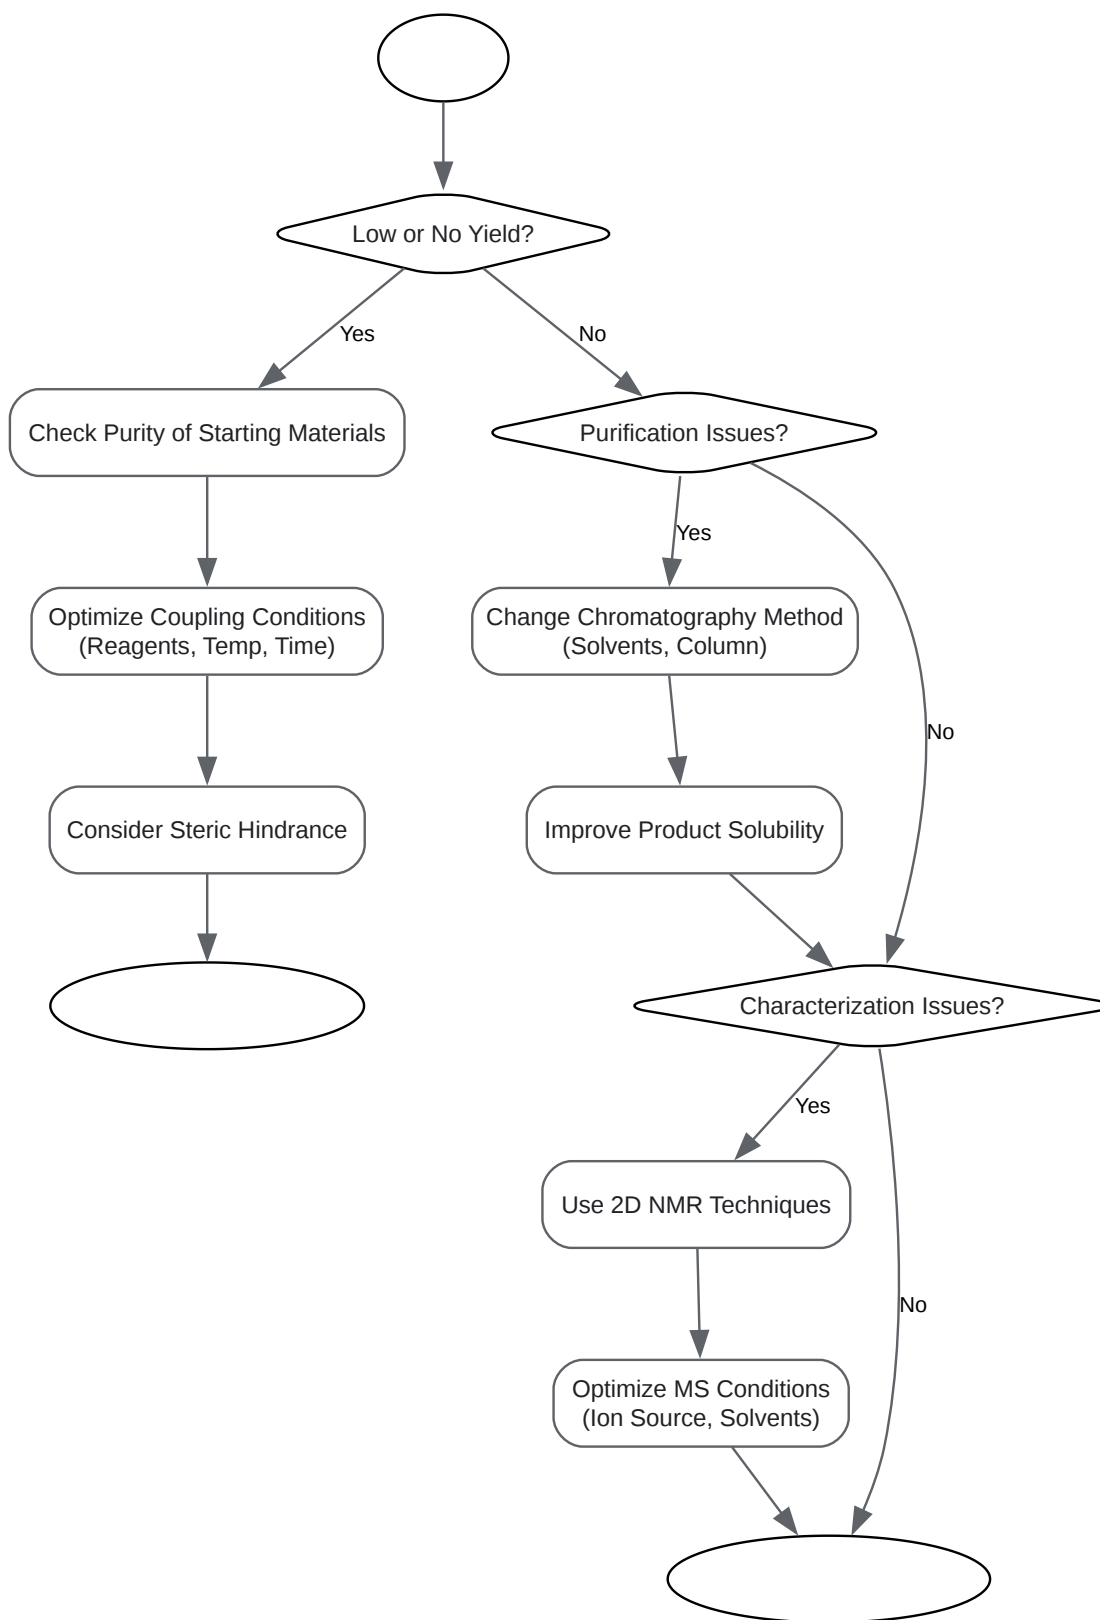 Low or No Yield?
Yes
No
Check Purity of Starting Materials
Purification Issues?
Yes
Optimize Coupling Conditions
(Reagents, Temp, Time)
Change Chromatography Method
(Solvents, Column)
No
Consider Steric Hindrance
Improve Product Solubility
Characterization Issues?
Yes
Use 2D NMR Techniques
No
Optimize MS Conditions
(Ion Source, Solvents)